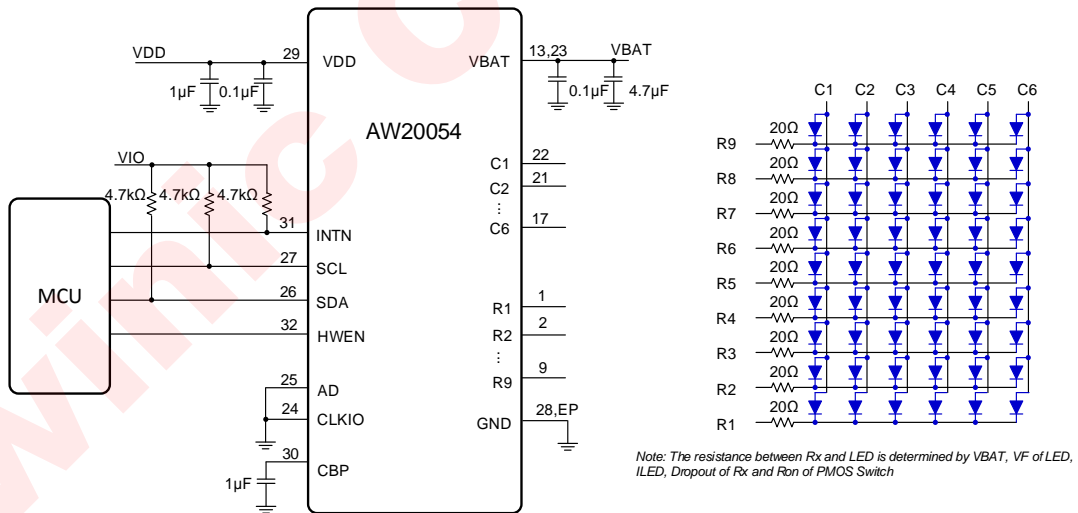 VDD
29
VDD
1µF
0.1µF
13,23
VBAT
VBAT
0.1µF
4.7µF
AW20054
VIO
4.7kΩ
4.7kΩ
4.7kΩ
MCU
31
INTN
27
SCL
26
SDA
32
HWEN
25
AD
24
CLKIO
30
CBP
1µF
C1
22
C2
21
⋮
C6
17
R1
1
R2
2
⋮
R9
9
GND
28,EP
C1 C2 C3 C4 C5 C6
R9 20Ω
R8 20Ω
R7 20Ω
R6 20Ω
R5 20Ω
R4 20Ω
R3 20Ω
R2 20Ω
R1 20Ω
Note: The resistance between Rx and LED is determined by VBAT, VF of LED,
ILED, Dropout of Rx and Ron of PMOS Switch
winic